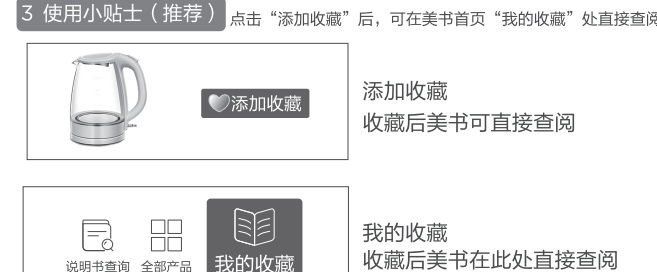 3 使用小贴士（推荐） 点击“添加收藏”后，可在美书首页“我的收藏”处直接查阅
添加收藏
添加收藏
收藏后美书可直接查阅
说明书查询 全部产品 我的收藏
我的收藏
收藏后美书在此处直接查阅